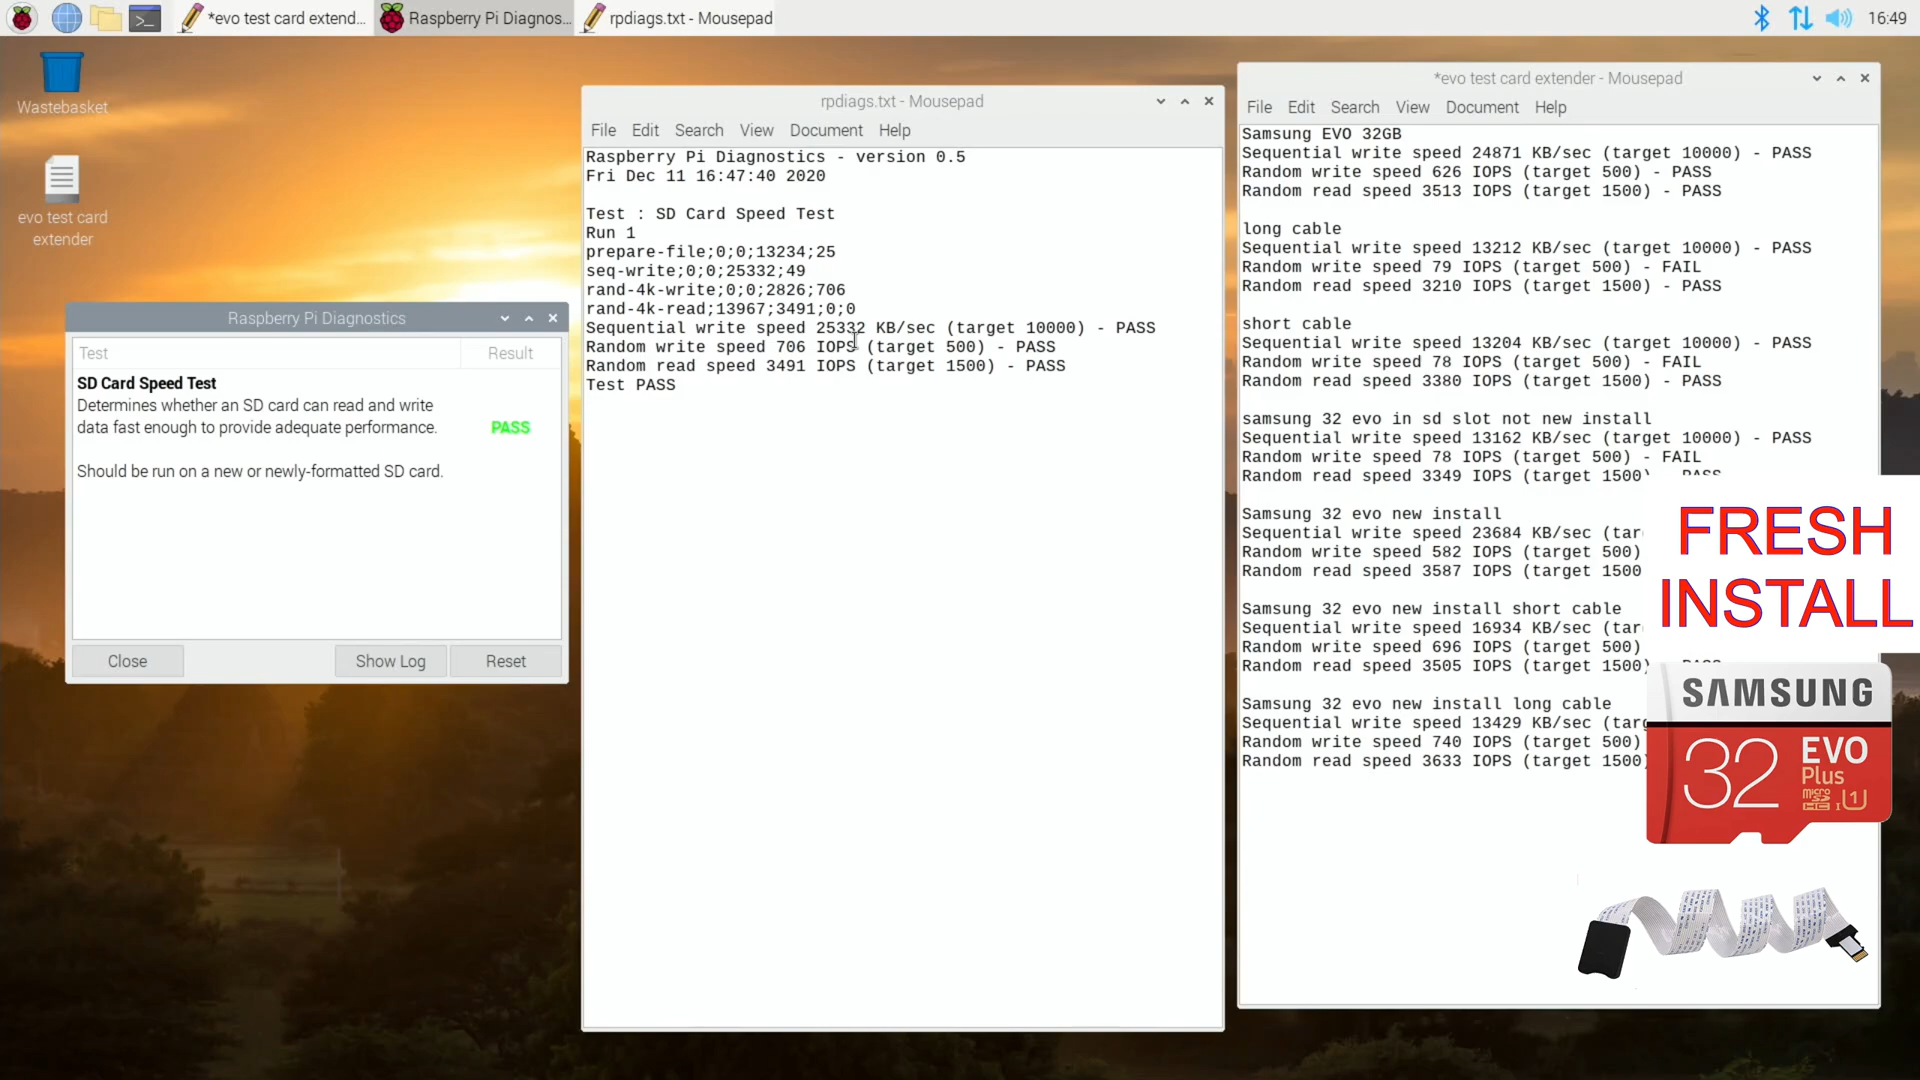 *evo test card extend...
Raspberry Pi Diagnos...
rpdiags.txt - Mousepad
16:49
Wastebasket
evo test card
extender
Raspberry Pi Diagnostics
Test
Result
SD Card Speed Test
Determines whether an SD card can read and write
data fast enough to provide adequate performance.
PASS
Should be run on a new or newly-formatted SD card.
Close
Show Log
Reset
rpdiags.txt - Mousepad
File Edit Search View Document Help
Raspberry Pi Diagnostics - version 0.5
Fri Dec 11 16:47:40 2020
Test : SD Card Speed Test
Run 1
prepare-file;0;0;13234;25
seq-write;0;0;25332;49
rand-4k-write;0;0;2826;706
rand-4k-read;13967;3491;0;0
Sequential write speed 25332 KB/sec (target 10000) - PASS
Random write speed 706 IOPS (target 500) - PASS
Random read speed 3491 IOPS (target 1500) - PASS
Test PASS
*evo test card extender - Mousepad
File Edit Search View Document Help
Samsung EVO 32GB
Sequential write speed 24871 KB/sec (target 10000) - PASS
Random write speed 626 IOPS (target 500) - PASS
Random read speed 3513 IOPS (target 1500) - PASS
long cable
Sequential write speed 13212 KB/sec (target 10000) - PASS
Random write speed 79 IOPS (target 500) - FAIL
Random read speed 3210 IOPS (target 1500) - PASS
short cable
Sequential write speed 13204 KB/sec (target 10000) - PASS
Random write speed 78 IOPS (target 500) - FAIL
Random read speed 3380 IOPS (target 1500) - PASS
samsung 32 evo in sd slot not new install
Sequential write speed 13162 KB/sec (target 10000) - PASS
Random write speed 78 IOPS (target 500) - FAIL
Random read speed 3349 IOPS (target 1500) - PASS
Samsung 32 evo new install
Sequential write speed 23684 KB/sec (tar
Random write speed 582 IOPS (target 500)
Random read speed 3587 IOPS (target 1500
Samsung 32 evo new install short cable
Sequential write speed 16934 KB/sec (tar
Random write speed 696 IOPS (target 500)
Random read speed 3505 IOPS (target 1500)
Samsung 32 evo new install long cable
Sequential write speed 13429 KB/sec (tar
Random write speed 740 IOPS (target 500)
Random read speed 3633 IOPS (target 1500)
FRESH
INSTALL
SAMSUNG
32
EVO
Plus
micro
SD
HC I U1